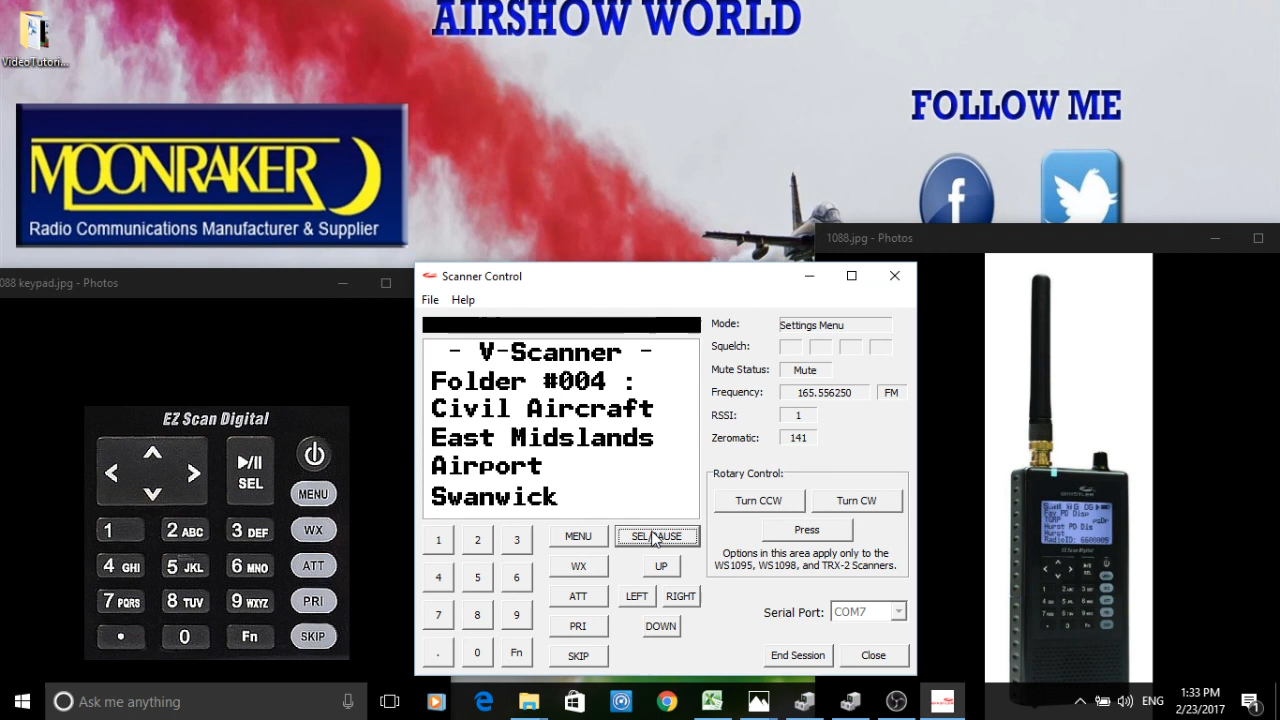 AIRSHOW WORLD
VideoTutori...
FOLLOW ME
MOONRAKER
Radio Communications Manufacturer & Supplier
1088.jpg - Photos
088 keypad.jpg - Photos
Scanner Control
File Help
- V-Scanner -
Folder #004 :
Civil Aircraft
East Midslands
Airport
Swanwick
Mode: Settings Menu
Squelch:
Mute Status: Mute
Frequency: 165.556250 FM
RSSI: 1
Zeromatic: 141
Rotary Control:
Turn CCW Turn CW
Press
Options in this area apply only to the
WS1095, WS1098, and TRX-2 Scanners.
Serial Port: COM7
End Session Close
1 2 3 MENU SEL/PAUSE
4 5 6 WX UP
ATT LEFT RIGHT
7 8 9 PRI DOWN
. 0 Fn SKIP
EZ Scan Digital
SEL
MENU
1 2 ABC 3 DEF WX
4 GHI 5 JKL 6 MNO ATT
7 PQRS 8 TUV 9 WXYZ PRI
• 0 Fn SKIP
Ask me anything
ENG
1:33 PM
2/23/2017
1